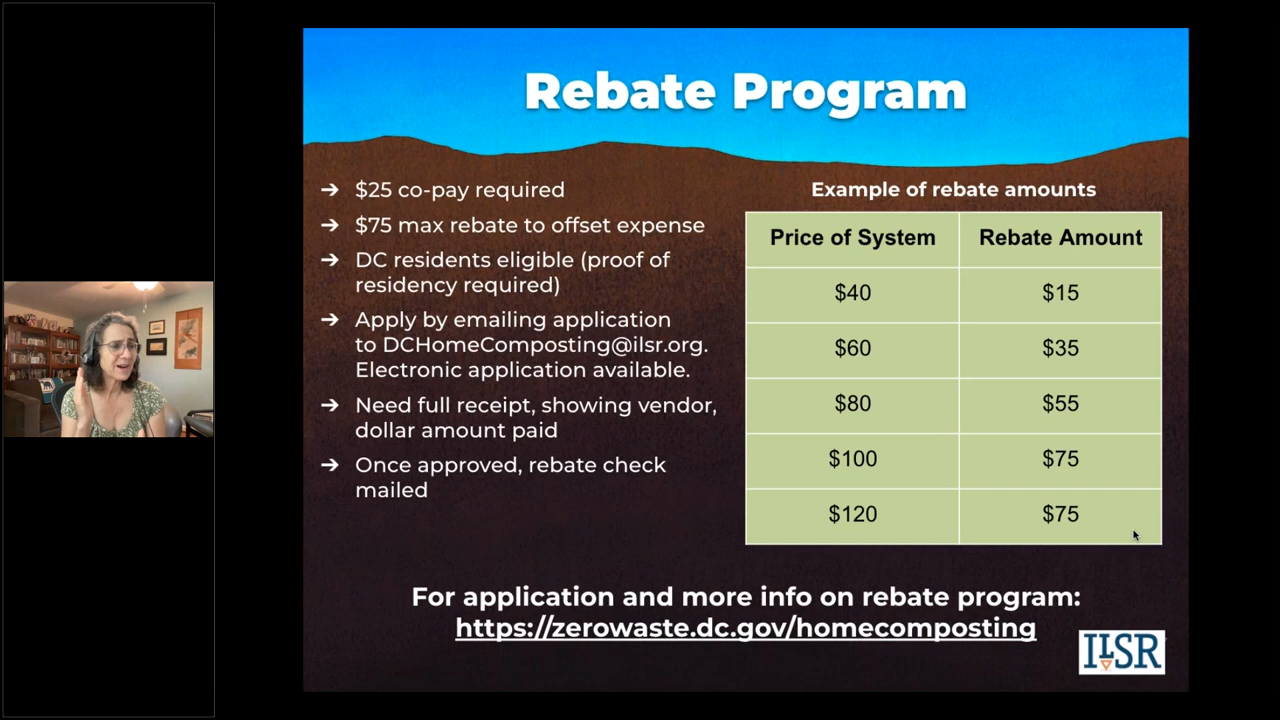 Rebate Program
➔ $25 co-pay required
➔ $75 max rebate to offset expense
➔ DC residents eligible (proof of
residency required)
➔ Apply by emailing application
to DCHomeComposting@ilsr.org.
Electronic application available.
➔ Need full receipt, showing vendor,
dollar amount paid
➔ Once approved, rebate check
mailed
Example of rebate amounts
Price of System Rebate Amount
$40 $15
$60 $35
$80 $55
$100 $75
$120 $75
For application and more info on rebate program:
https://zerowaste.dc.gov/homecomposting
ILSR